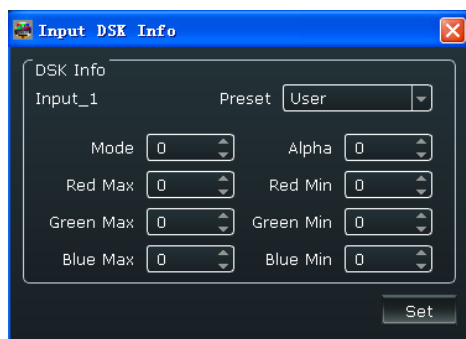 Input DSK Info
DSK Info
Input_1 Preset User
Mode 0 Alpha 0
Red Max 0 Red Min 0
Green Max 0 Green Min 0
Blue Max 0 Blue Min 0
Set